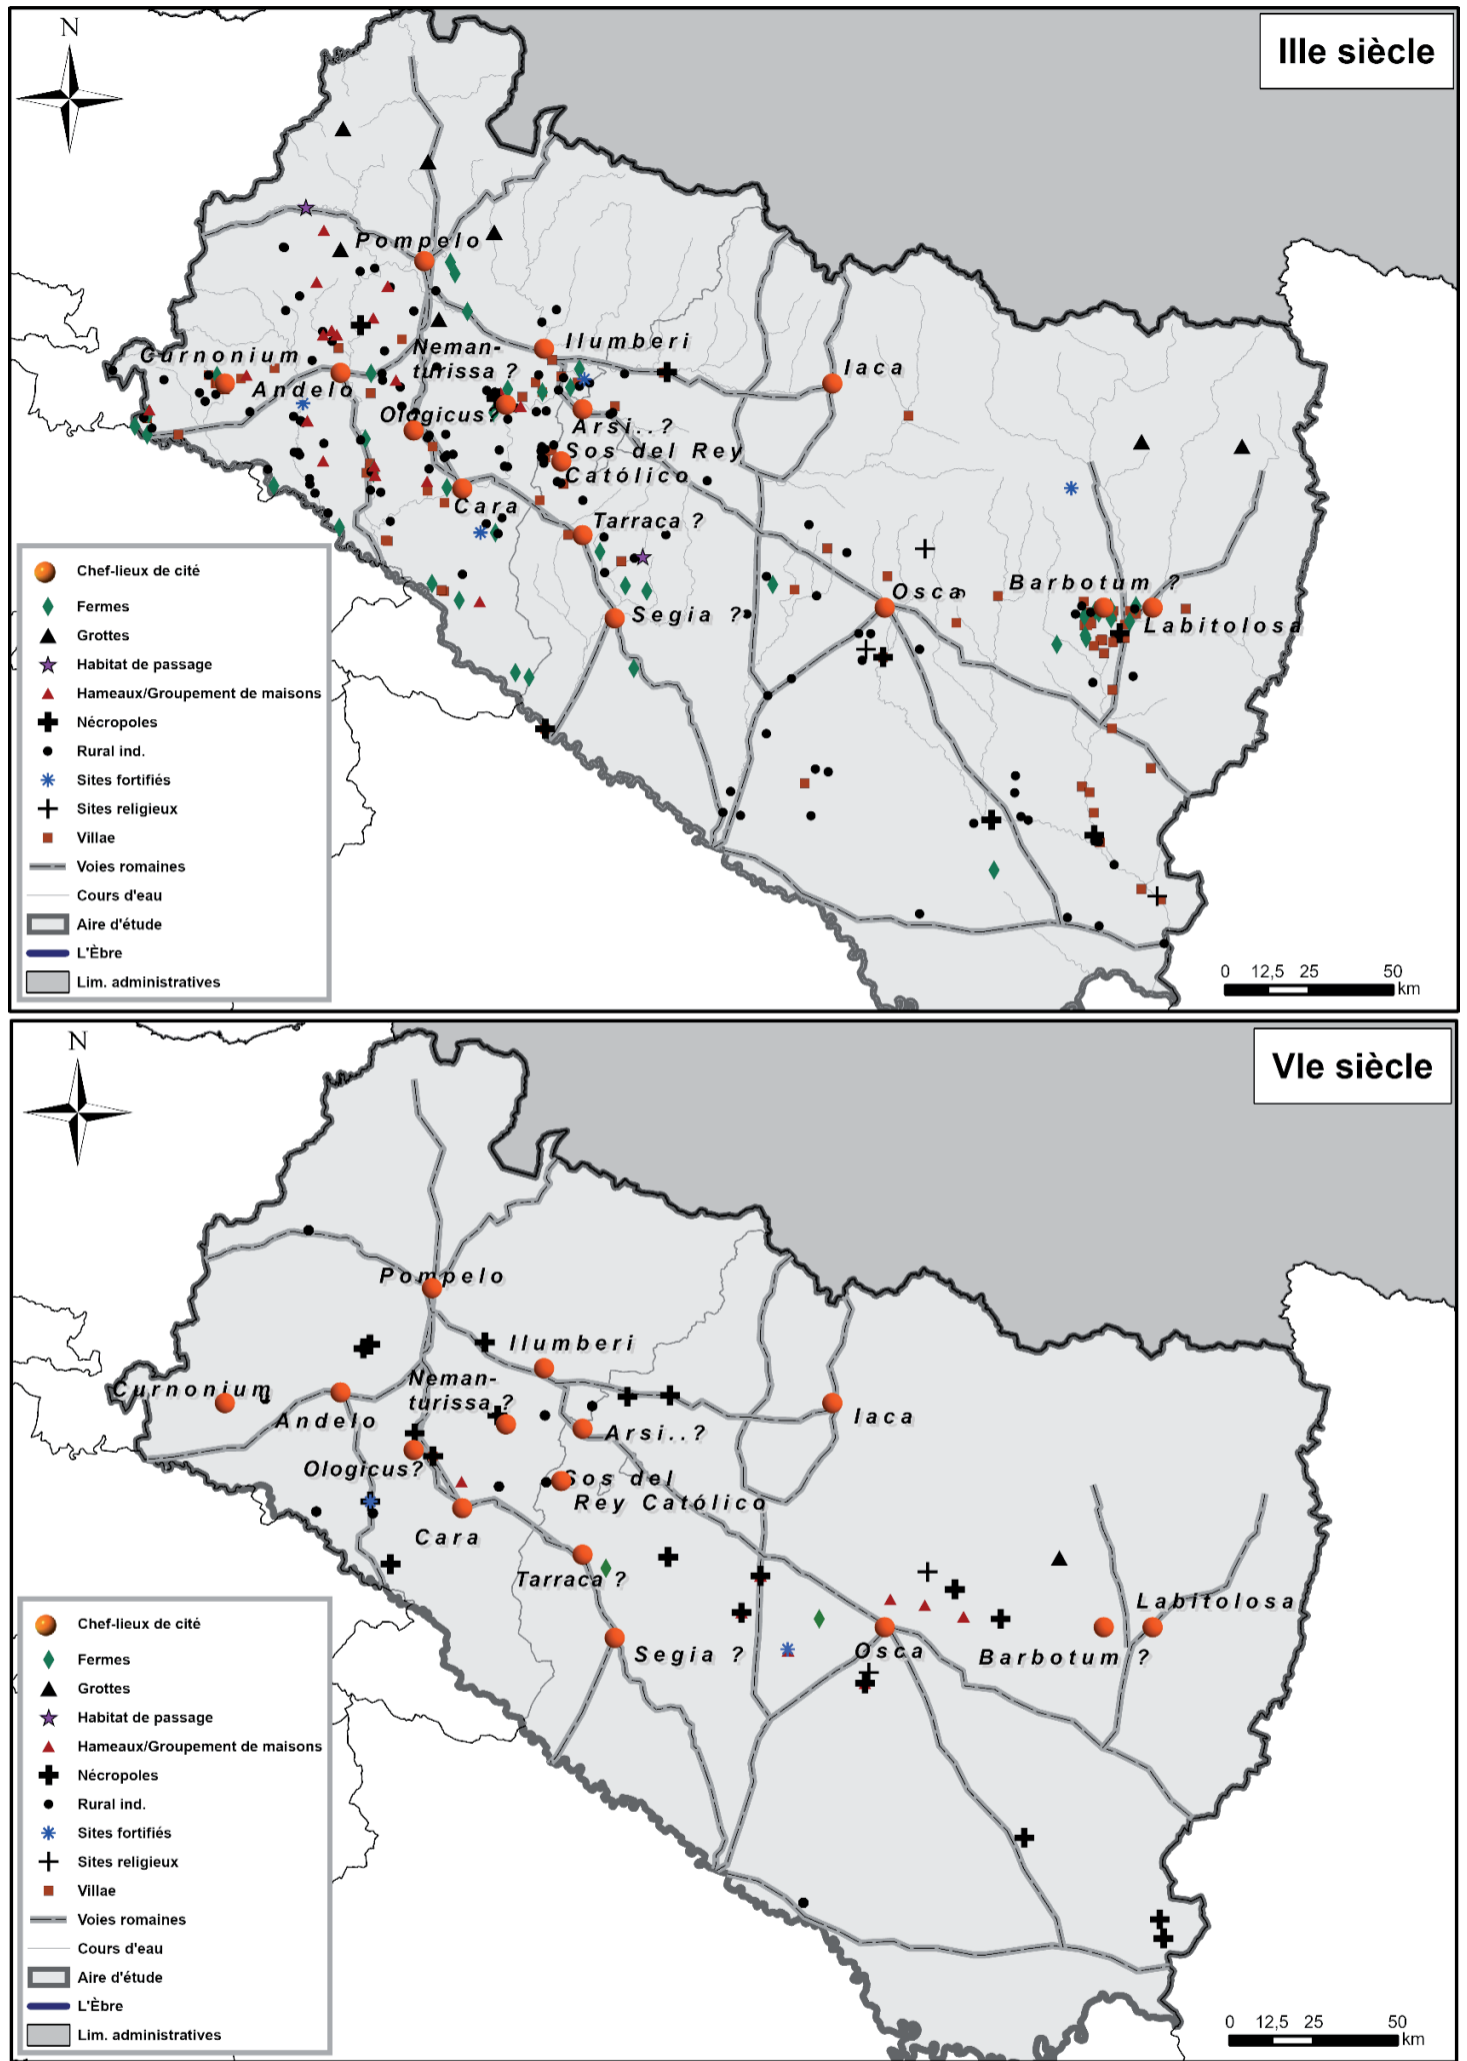 N
IIIe siècle
Pompelo
Ilumberi
Neman-
turissa ?
Iaca
Curnonium
Andelo
Ologicus?
Arsi..?
Sos del Rey
Católico
Cara
Tarraca ?
Osca
Barbotum ?
Segia ?
Labitolosa
Chef-lieux de cité
Fermes
Grottes
Habitat de passage
Hameaux/Groupement de maisons
Nécropoles
Rural ind.
Sites fortifiés
Sites religieux
Villae
Voies romaines
Cours d'eau
Aire d'étude
L'Èbre
Lim. administratives
0 12,5 25 50
km
N
VIe siècle
Pompelo
Ilumberi
Neman-
turissa ?
Curnonium
Andelo
Iaca
Arsi..?
Ologicus?
Sos del
Rey Católico
Cara
Tarraca ?
Labitolosa
Segia ?
Osca
Barbotum ?
Chef-lieux de cité
Fermes
Grottes
Habitat de passage
Hameaux/Groupement de maisons
Nécropoles
Rural ind.
Sites fortifiés
Sites religieux
Villae
Voies romaines
Cours d'eau
Aire d'étude
L'Èbre
Lim. administratives
0 12,5 25 50
km